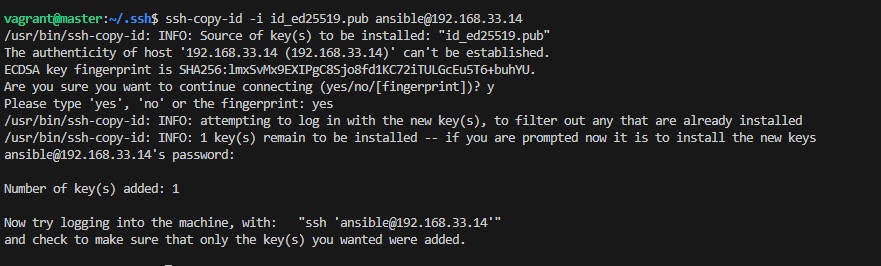 vagrant@master:~/.ssh$ ssh-copy-id -i id_ed25519.pub ansible@192.168.33.14
/usr/bin/ssh-copy-id: INFO: Source of key(s) to be installed: "id_ed25519.pub"
The authenticity of host '192.168.33.14 (192.168.33.14)' can't be established.
ECDSA key fingerprint is SHA256:lmxSvMx9EXIPgC8Sjo8fd1KC72iTULGcEu5T6+buhYU.
Are you sure you want to continue connecting (yes/no/[fingerprint])? y
Please type 'yes', 'no' or the fingerprint: yes
/usr/bin/ssh-copy-id: INFO: attempting to log in with the new key(s), to filter out any that are already installed
/usr/bin/ssh-copy-id: INFO: 1 key(s) remain to be installed -- if you are prompted now it is to install the new keys
ansible@192.168.33.14's password:
Number of key(s) added: 1
Now try logging into the machine, with:   "ssh 'ansible@192.168.33.14'"
and check to make sure that only the key(s) you wanted were added.